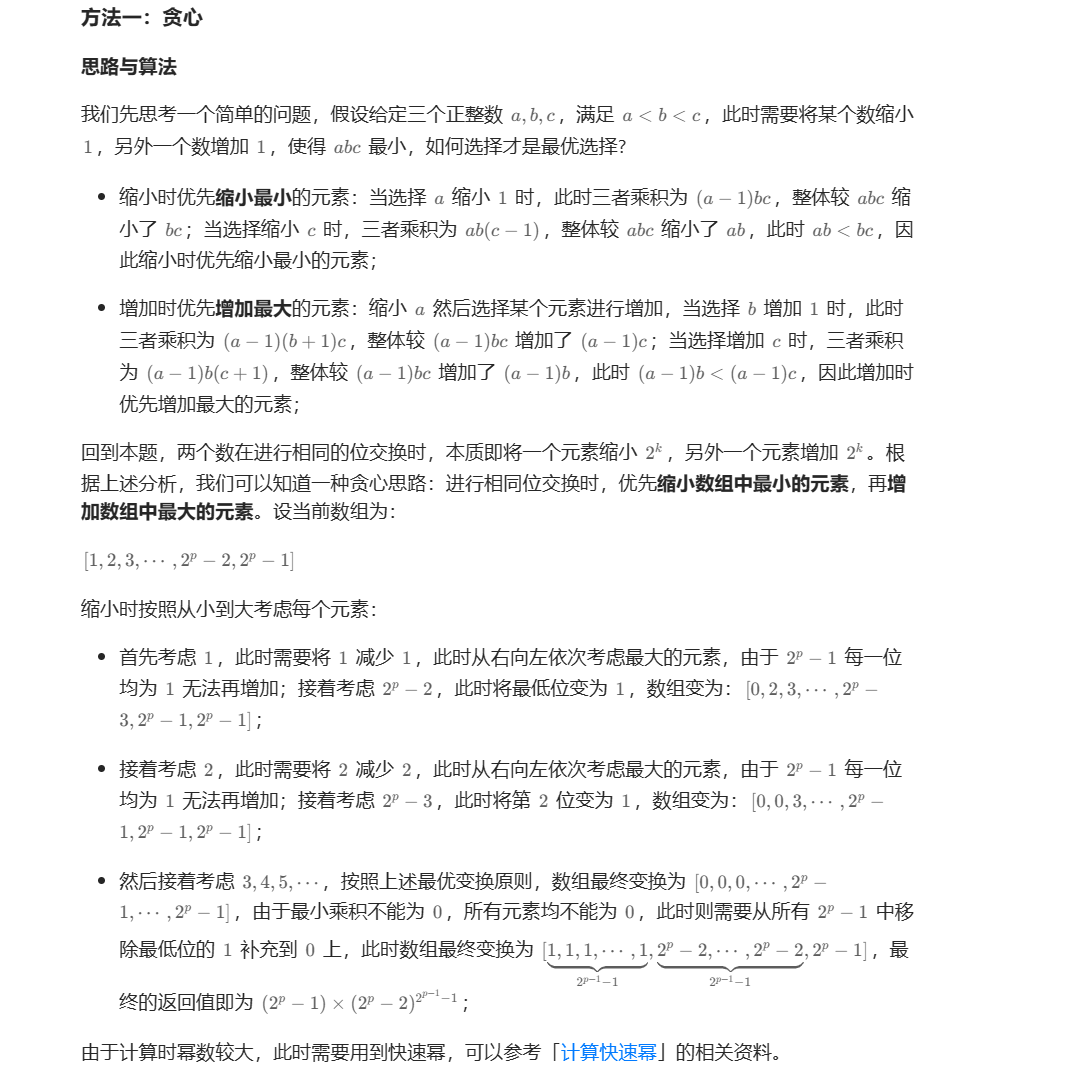 方法一：贪心
思路与算法
我们先思考一个简单的问题，假设给定三个正整数 a, b, c，满足 a < b < c，此时需要将某个数缩小
1，另外一个数增加 1，使得 abc 最小，如何选择才是最优选择?
• 缩小时优先缩小最小的元素：当选择 a 缩小 1 时，此时三者乘积为 (a − 1)bc，整体较 abc 缩
小了 bc；当选择缩小 c 时，三者乘积为 ab(c − 1)，整体较 abc 缩小了 ab，此时 ab < bc，因
此缩小时优先缩小最小的元素；
• 增加时优先增加最大的元素：缩小 a 然后选择某个元素进行增加，当选择 b 增加 1 时，此时
三者乘积为 (a − 1)(b + 1)c，整体较 (a − 1)bc 增加了 (a − 1)c；当选择增加 c 时，三者乘积
为 (a − 1)b(c + 1)，整体较 (a − 1)bc 增加了 (a − 1)b，此时 (a − 1)b < (a − 1)c，因此增加时
优先增加最大的元素；
回到本题，两个数在进行相同的位交换时，本质即将一个元素缩小 2^k，另外一个元素增加 2^k。根
据上述分析，我们可以知道一种贪心思路：进行相同位交换时，优先缩小数组中最小的元素，再增
加数组中最大的元素。设当前数组为：
[1, 2, 3, ⋯ , 2^p − 2, 2^p − 1]
缩小时按照从小到大考虑每个元素：
• 首先考虑 1，此时需要将 1 减少 1，此时从右向左依次考虑最大的元素，由于 2^p − 1 每一位
均为 1 无法再增加；接着考虑 2^p − 2，此时将最低位变为 1，数组变为：[0, 2, 3, ⋯ , 2^p −
3, 2^p − 1, 2^p − 1]；
• 接着考虑 2，此时需要将 2 减少 2，此时从右向左依次考虑最大的元素，由于 2^p − 1 每一位
均为 1 无法再增加；接着考虑 2^p − 3，此时将第 2 位变为 1，数组变为：[0, 0, 3, ⋯ , 2^p −
1, 2^p − 1, 2^p − 1]；
• 然后接着考虑 3, 4, 5, ⋯，按照上述最优变换原则，数组最终变换为 [0, 0, 0, ⋯ , 2^p −
1, ⋯ , 2^p − 1]，由于最小乘积不能为 0，所有元素均不能为 0，此时则需要从所有 2^p − 1 中移
除最低位的 1 补充到 0 上，此时数组最终变换为 [1, 1, 1, ⋯ , 1, 2^p − 2, ⋯ , 2^p − 2, 2^p − 1]，最
2^{p−1}−1 2^{p−1}−1
终的返回值即为 (2^p − 1) × (2^p − 2)^{2^{p−1}−1}；
由于计算时幂数较大，此时需要用到快速幂，可以参考「计算快速幂」的相关资料。